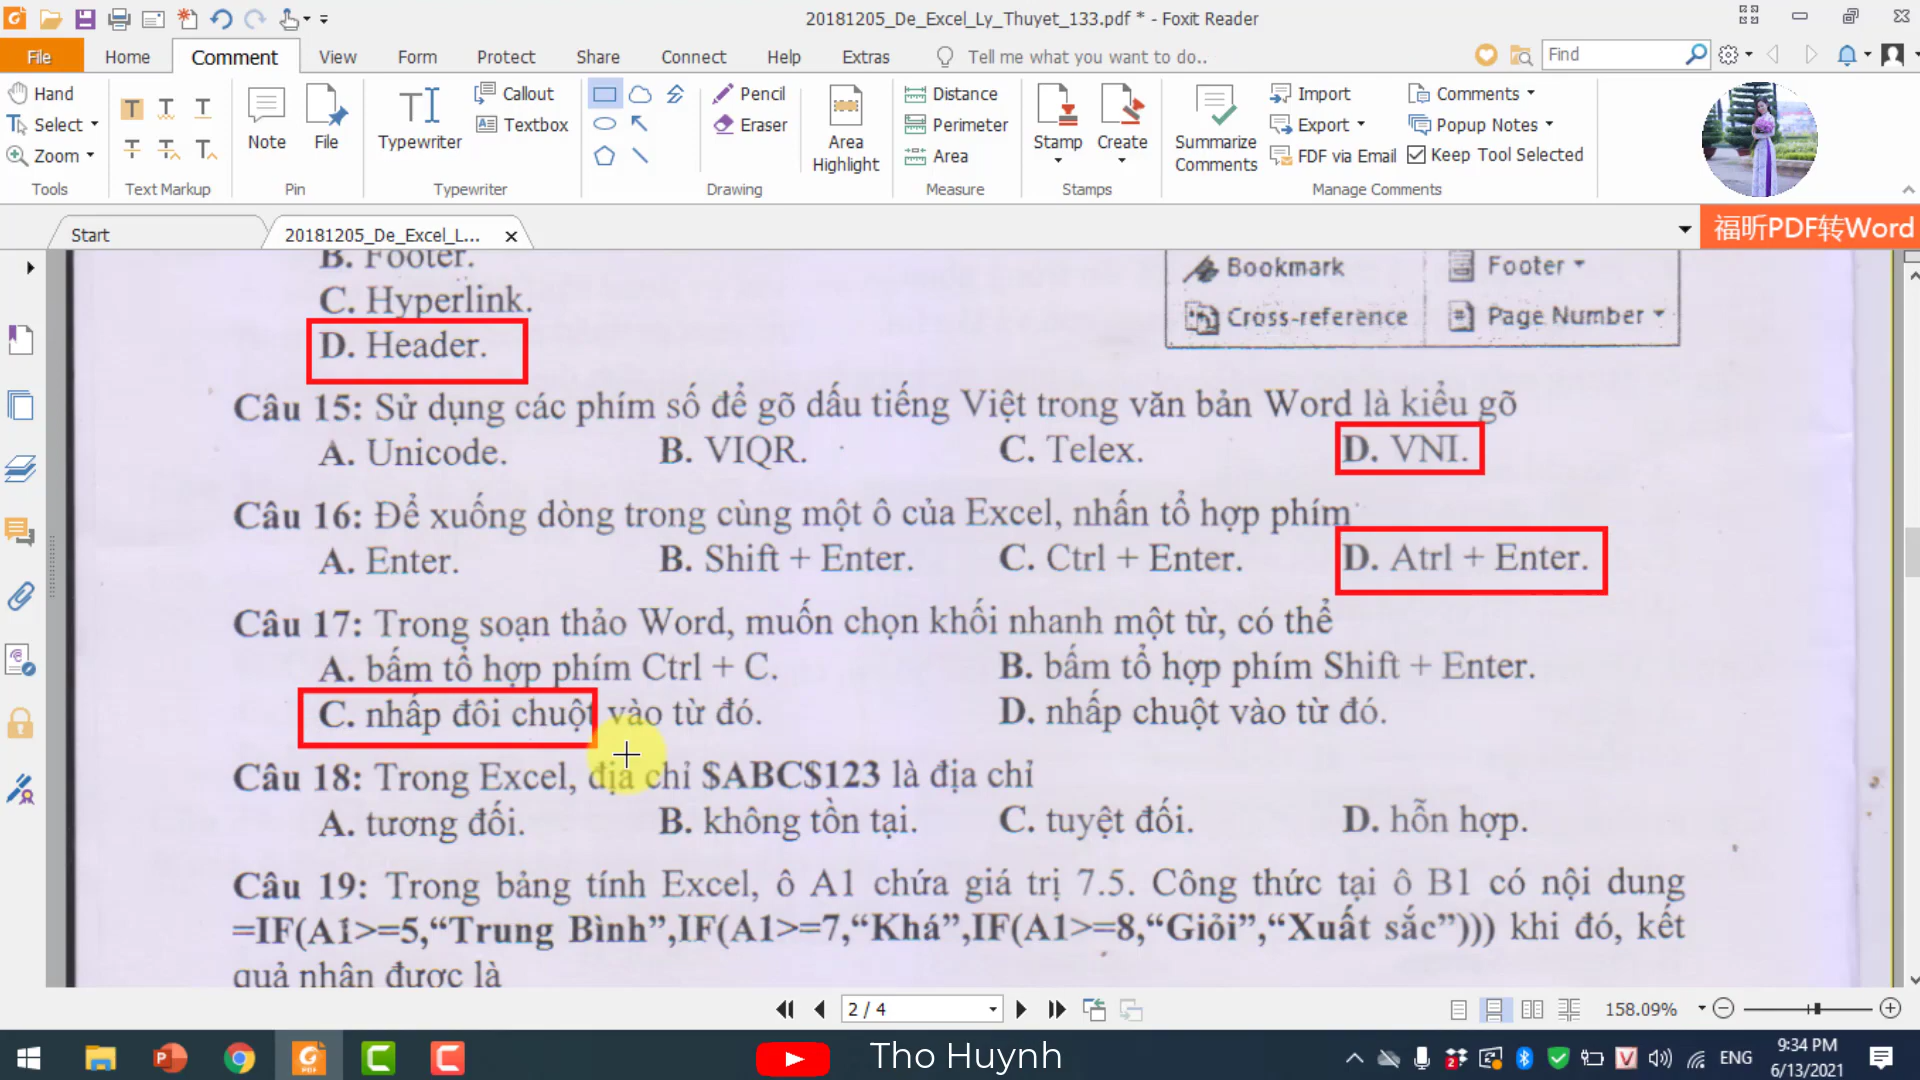 20181205_De_Excel_Ly_Thuyet_133.pdf * - Foxit Reader
File Home Comment View Form Protect Share Connect Help Extras Tell me what you want to do.. Find
Hand
Select
Zoom
Tools
Text Markup
Note
File
Pin
Typewriter
Callout
Textbox
Typewriter
Pencil
Eraser
Drawing
Area
Highlight
Distance
Perimeter
Area
Measure
Stamp
Create
Stamps
Summarize
Comments
Import
Export
FDF via Email
Comments
Popup Notes
Keep Tool Selected
Manage Comments
Start
20181205_De_Excel_L...
福昕PDF转Word
B. Footer.
C. Hyperlink.
D. Header.
Bookmark
Footer
Cross-reference
Page Number
Câu 15: Sử dụng các phím số để gõ dấu tiếng Việt trong văn bản Word là kiểu gõ
A. Unicode. B. VIQR. C. Telex. D. VNI.
Câu 16: Để xuống dòng trong cùng một ô của Excel, nhấn tổ hợp phím
A. Enter. B. Shift + Enter. C. Ctrl + Enter. D. Atrl + Enter.
Câu 17: Trong soạn thảo Word, muốn chọn khối nhanh một từ, có thể
A. bấm tổ hợp phím Ctrl + C. B. bấm tổ hợp phím Shift + Enter.
C. nhấp đôi chuột vào từ đó. D. nhấp chuột vào từ đó.
Câu 18: Trong Excel, địa chỉ $ABC$123 là địa chỉ
A. tương đối. B. không tồn tại. C. tuyệt đối. D. hỗn hợp.
Câu 19: Trong bảng tính Excel, ô A1 chứa giá trị 7.5. Công thức tại ô B1 có nội dung
=IF(A1>=5,“Trung Bình”,IF(A1>=7,“Khá”,IF(A1>=8,“Giỏi”,“Xuất sắc”))) khi đó, kết
quả nhận được là
2 / 4
158.09%
Tho Huynh
ENG
9:34 PM
6/13/2021